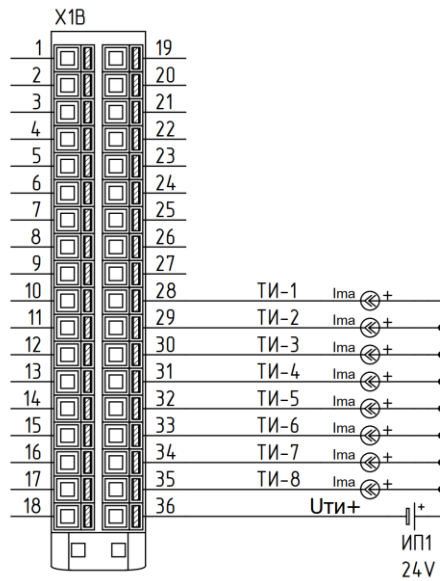 X1B
1 19
2 20
3 21
4 22
5 23
6 24
7 25
8 26
9 27
10 28 ТИ-1 Ima +
11 29 ТИ-2 Ima +
12 30 ТИ-3 Ima +
13 31 ТИ-4 Ima +
14 32 ТИ-5 Ima +
15 33 ТИ-6 Ima +
16 34 ТИ-7 Ima +
17 35 ТИ-8 Ima +
18 36 Uти+ +
ИП1
24V